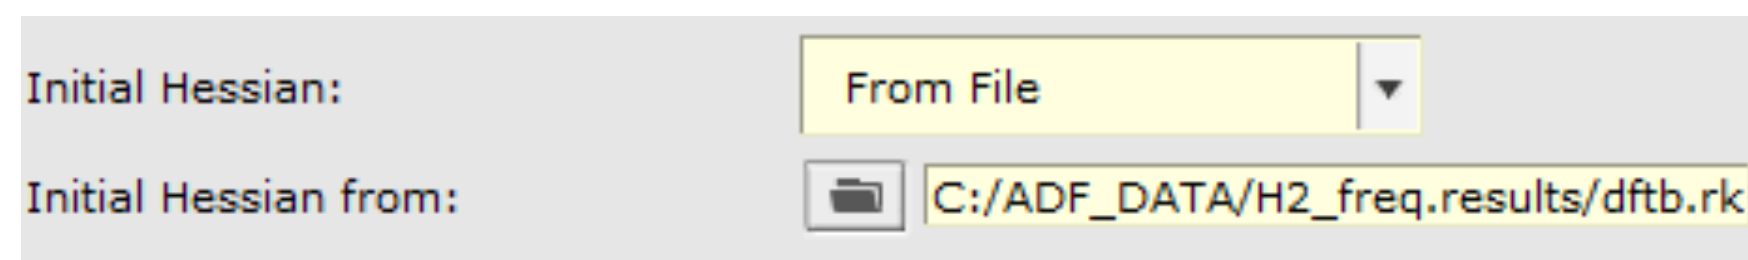 Initial Hessian: From File
Initial Hessian from: C:/ADF_DATA/H2_freq.results/dftb.rk